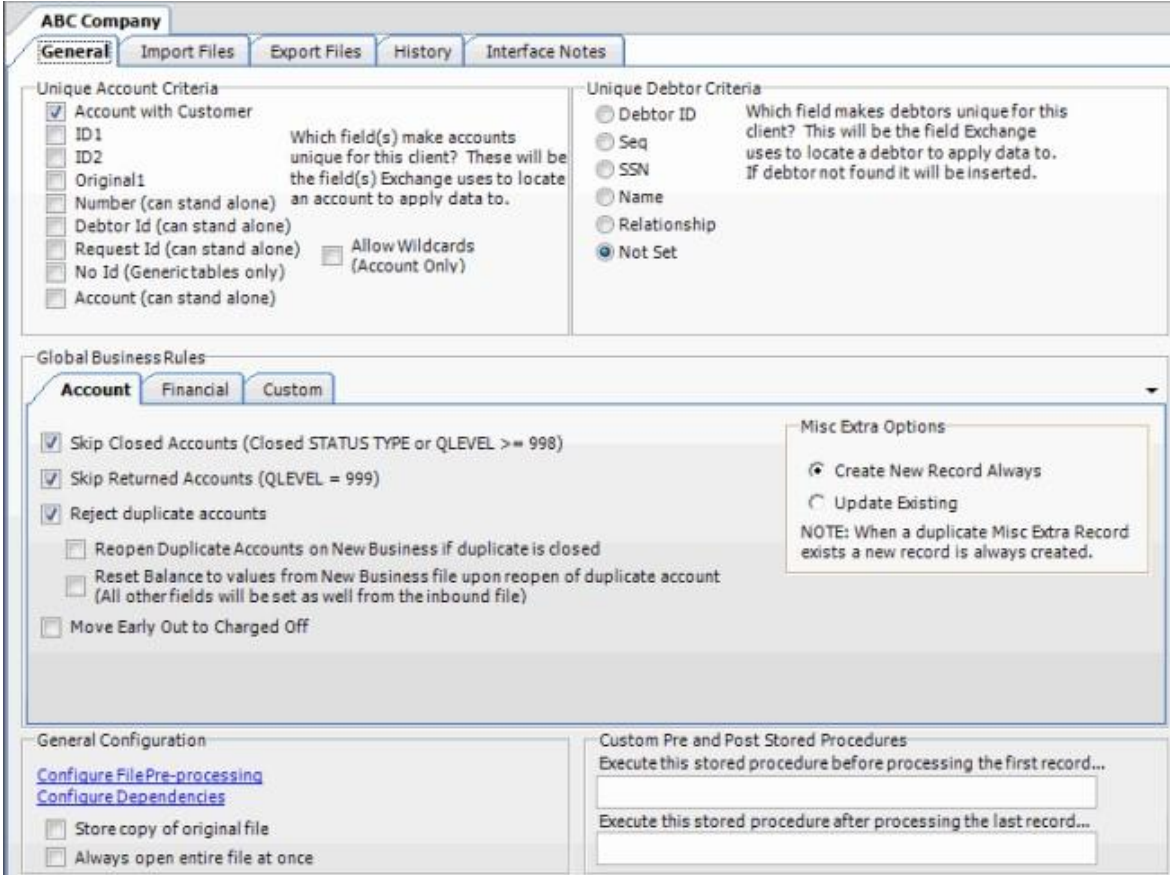 ABC Company
General Import Files Export Files History Interface Notes
Unique Account Criteria
Account with Customer
ID1
ID2
Original1
Number (can stand alone)
Debtor Id (can stand alone)
Request Id (can stand alone)
No Id (Generic tables only)
Account (can stand alone)
Which field(s) make accounts
unique for this client? These will be
the field(s) Exchange uses to locate
an account to apply data to.
Allow Wildcards
(Account Only)
Unique Debtor Criteria
Debtor ID
Seq
SSN
Name
Relationship
Not Set
Which field makes debtors unique for this
client? This will be the field Exchange
uses to locate a debtor to apply data to.
If debtor not found it will be inserted.
Global Business Rules
Account Financial Custom
Skip Closed Accounts (Closed STATUS TYPE or QLEVEL >= 998)
Skip Returned Accounts (QLEVEL = 999)
Reject duplicate accounts
Reopen Duplicate Accounts on New Business if duplicate is closed
Reset Balance to values from New Business file upon reopen of duplicate account
(All other fields will be set as well from the inbound file)
Move Early Out to Charged Off
Misc Extra Options
Create New Record Always
Update Existing
NOTE: When a duplicate Misc Extra Record
exists a new record is always created.
General Configuration
Configure File Pre-processing
Configure Dependencies
Store copy of original file
Always open entire file at once
Custom Pre and Post Stored Procedures
Execute this stored procedure before processing the first record...
Execute this stored procedure after processing the last record...